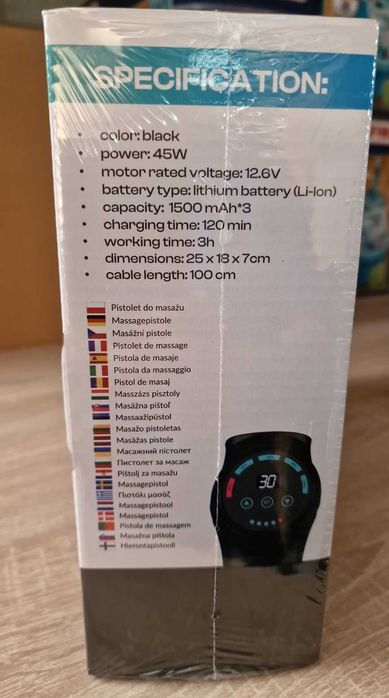 SPECIFICATION:
• color: black
• power: 45W
• motor rated voltage: 12.6V
• battery type: lithium battery (Li-Ion)
• capacity: 1500 mAh*3
• charging time: 120 min
• working time: 3h
• dimensions: 25 x 18 x 7cm
• cable length: 100 cm
Pistolet do masażu
Massagepistole
Masážní pistole
Pistolet de massage
Pistola de masaje
Pistola da massaggio
Pistol de masaj
Masszázs pisztoly
Masážna pištoľ
Massaažipüstol
Masažo pistoletas
Masāžas pistole
Масажний пістолет
Пистолет за масаж
Pištolj za masažu
Massagepistol
Πιστόλι μασάζ
Massagepistool
Massagepistol
Pistola de massagem
Masažna pištola
Hierontapistooli
30